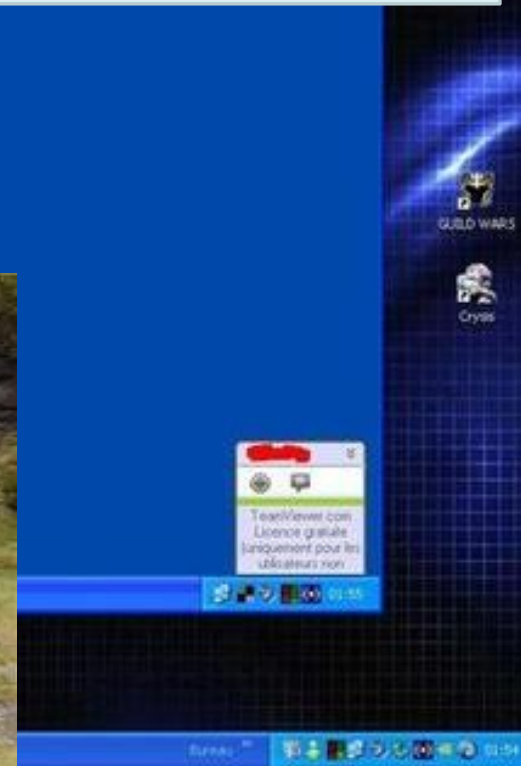 GUILD WARS
Crysis
TeamViewer.com
Licence gratuite
(uniquement pour les
utilisateurs non
01:55
Bureau
01:54